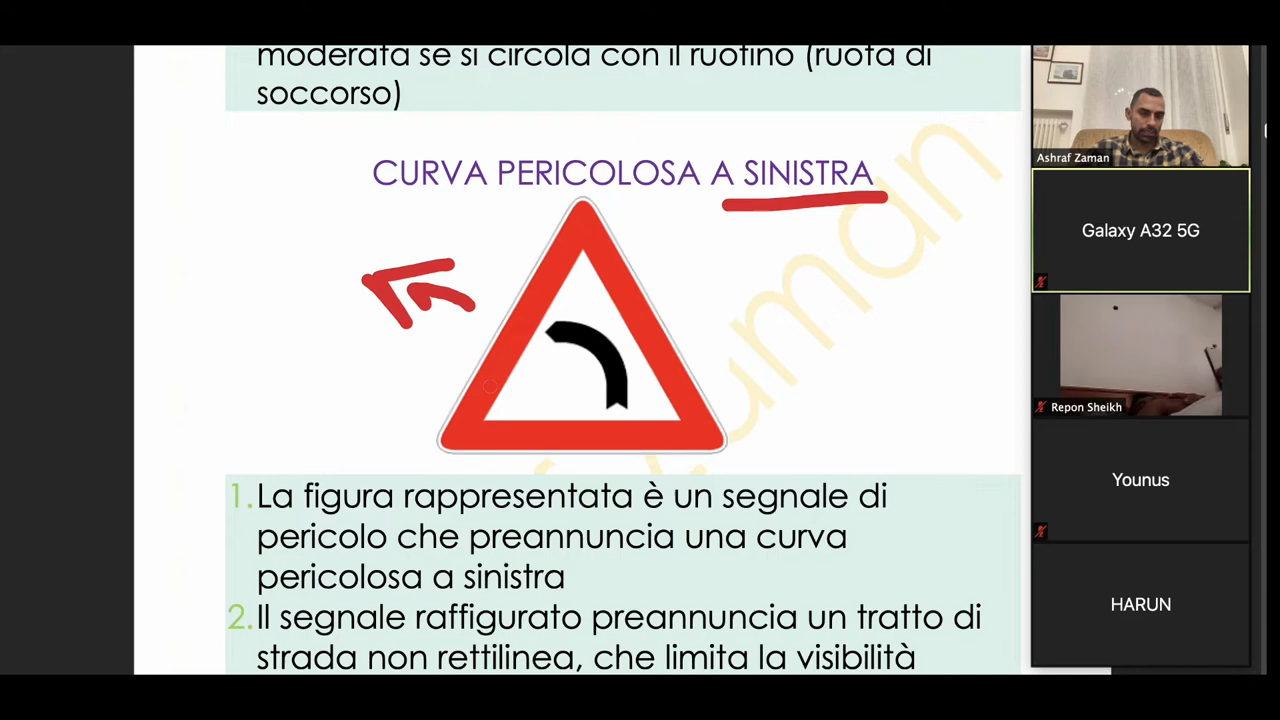 moderata se si circola con il ruotino (ruota di
soccorso)
CURVA PERICOLOSA A SINISTRA
1. La figura rappresentata è un segnale di
pericolo che preannuncia una curva
pericolosa a sinistra
2. Il segnale raffigurato preannuncia un tratto di
strada non rettilinea, che limita la visibilità
Ashraf Zaman
Galaxy A32 5G
Repon Sheikh
Younus
HARUN